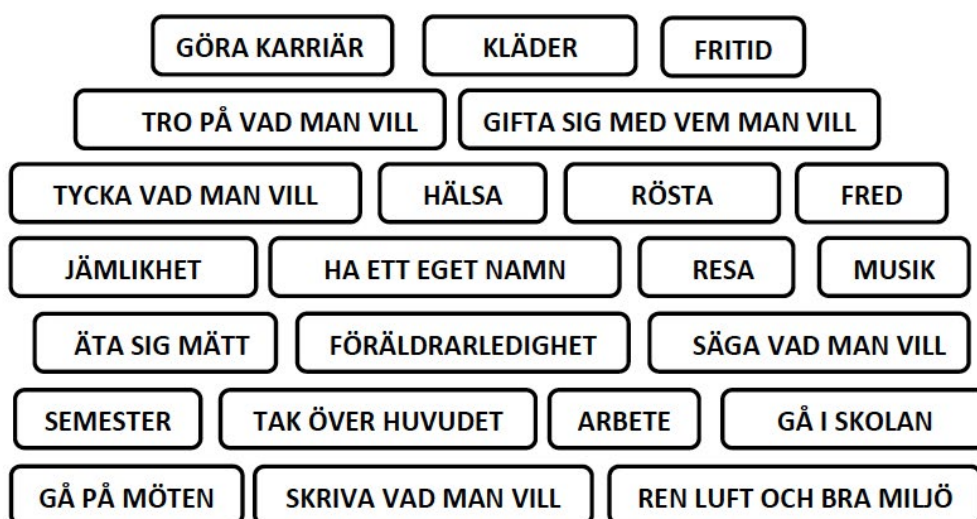 GÖRA KARRIÄR KLÄDER FRITID
TRO PÅ VAD MAN VILL GIFTA SIG MED VEM MAN VILL
TYCKA VAD MAN VILL HÄLSA RÖSTA FRED
JÄMLIKHET HA ETT EGET NAMN RESA MUSIK
ÄTA SIG MÄTT FÖRÄLDRARLEDIGHET SÄGA VAD MAN VILL
SEMESTER TAK ÖVER HUVUDET ARBETE GÅ I SKOLAN
GÅ PÅ MÖTEN SKRIVA VAD MAN VILL REN LUFT OCH BRA MILJÖ